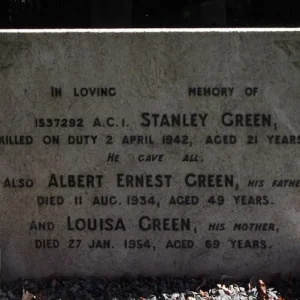 IN LOVING MEMORY OF
1537292 A.C.1. STANLEY GREEN,
KILLED ON DUTY 2 APRIL 1942, AGED 21 YEARS.
HE GAVE ALL.
ALSO ALBERT ERNEST GREEN, HIS FATHER,
DIED 11 AUG. 1934, AGED 49 YEARS.
AND LOUISA GREEN, HIS MOTHER,
DIED 27 JAN. 1954, AGED 69 YEARS.